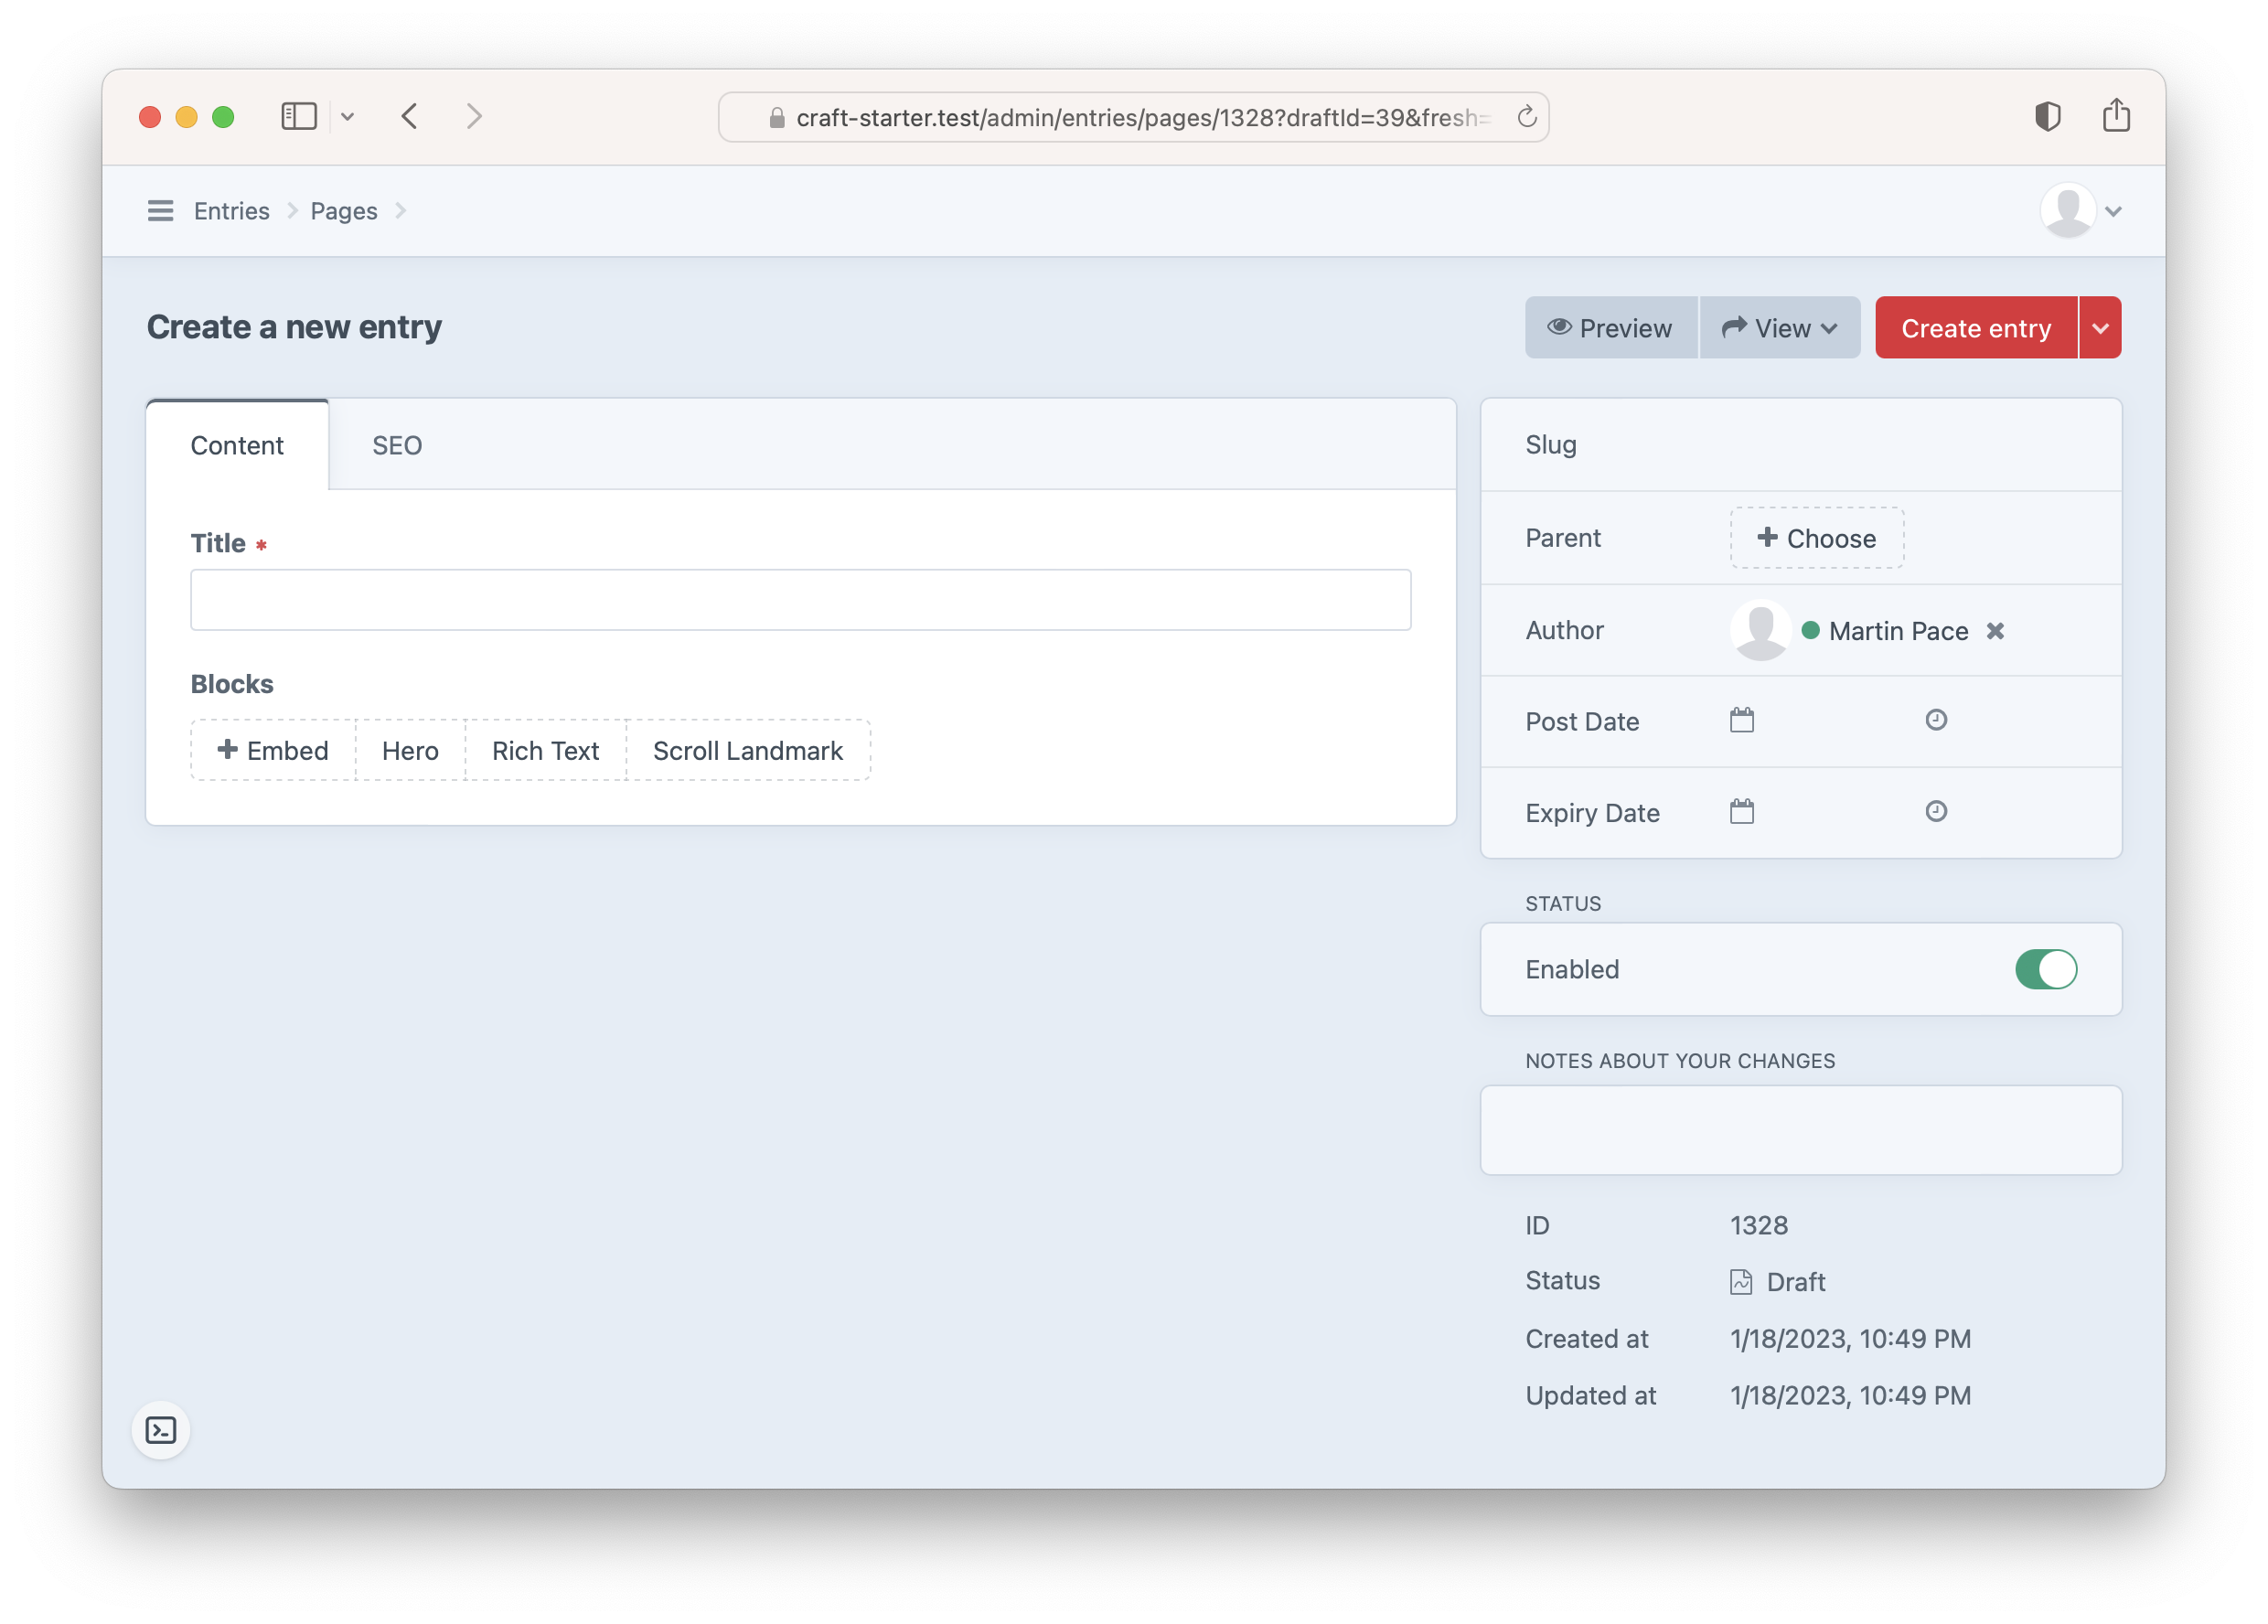 craft-starter.test/admin/entries/pages/1328?draftId=39&fresh=
Entries
Pages
Create a new entry
Preview
View
Create entry
Content
SEO
Title *
Blocks
Embed
Hero
Rich Text
Scroll Landmark
Slug
Parent
Choose
Author
Martin Pace
Post Date
Expiry Date
STATUS
Enabled
NOTES ABOUT YOUR CHANGES
ID 1328
Status Draft
Created at 1/18/2023, 10:49 PM
Updated at 1/18/2023, 10:49 PM